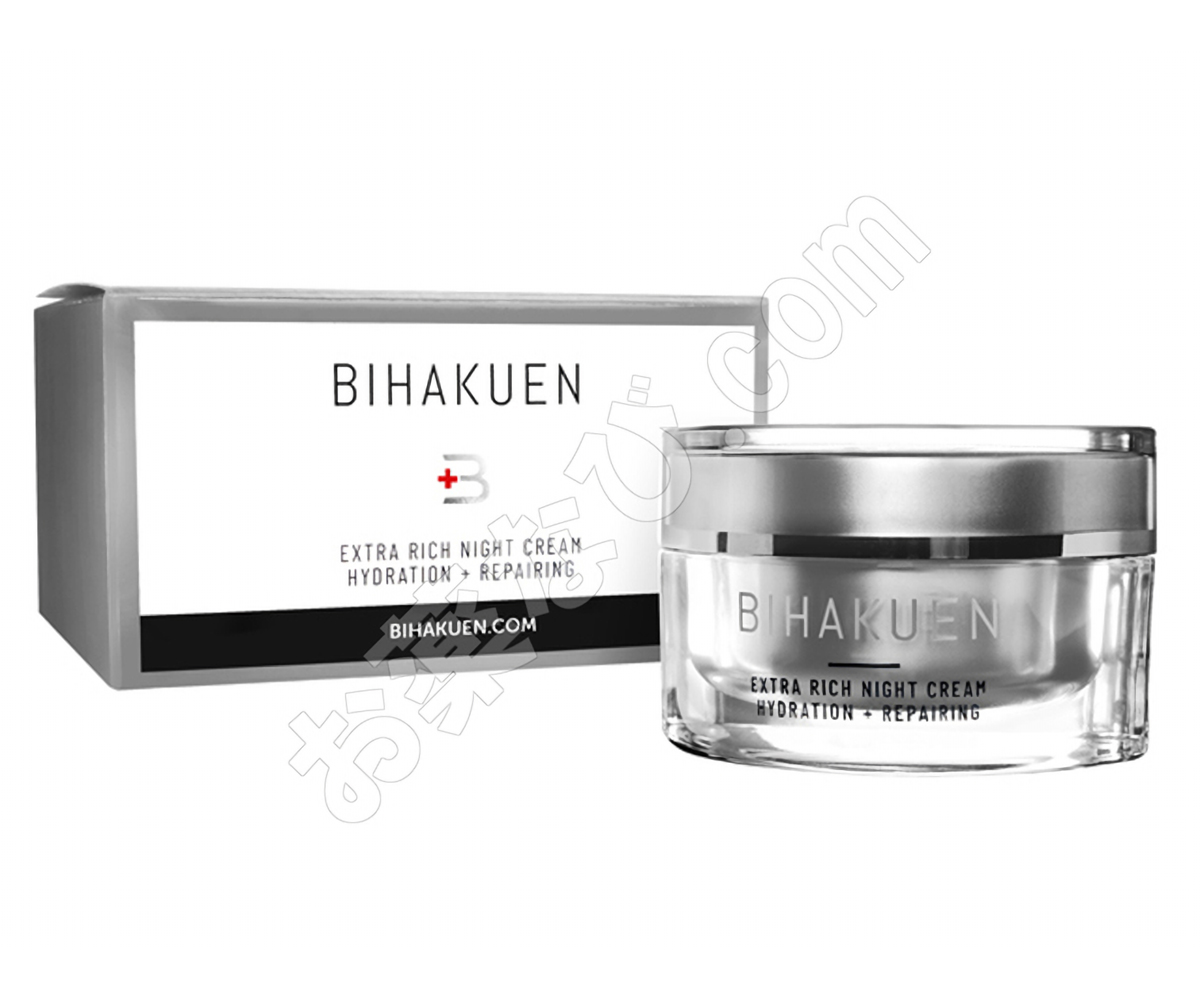 BIHAKUEN
B
EXTRA RICH NIGHT CREAM
HYDRATION + REPAIRING
BIHAKUEN.COM
BIHAKUEN
EXTRA RICH NIGHT CREAM
HYDRATION + REPAIRING
お薬なび.com